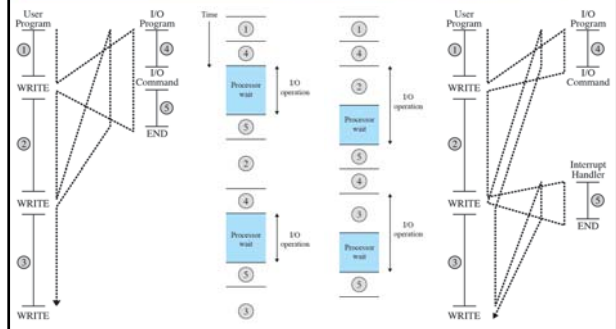 User
Program
I/O
Program
1
4
WRITE
I/O
Command
5
END
2
WRITE
3
WRITE
Time
1
4
Processor
wait
I/O
operation
5
2
4
Processor
wait
I/O
operation
5
3
1
4
2
Processor
wait
I/O
operation
5
4
3
Processor
wait
I/O
operation
5
User
Program
I/O
Program
1
4
WRITE
I/O
Command
2
Interrupt
Handler
WRITE
5
END
3
WRITE